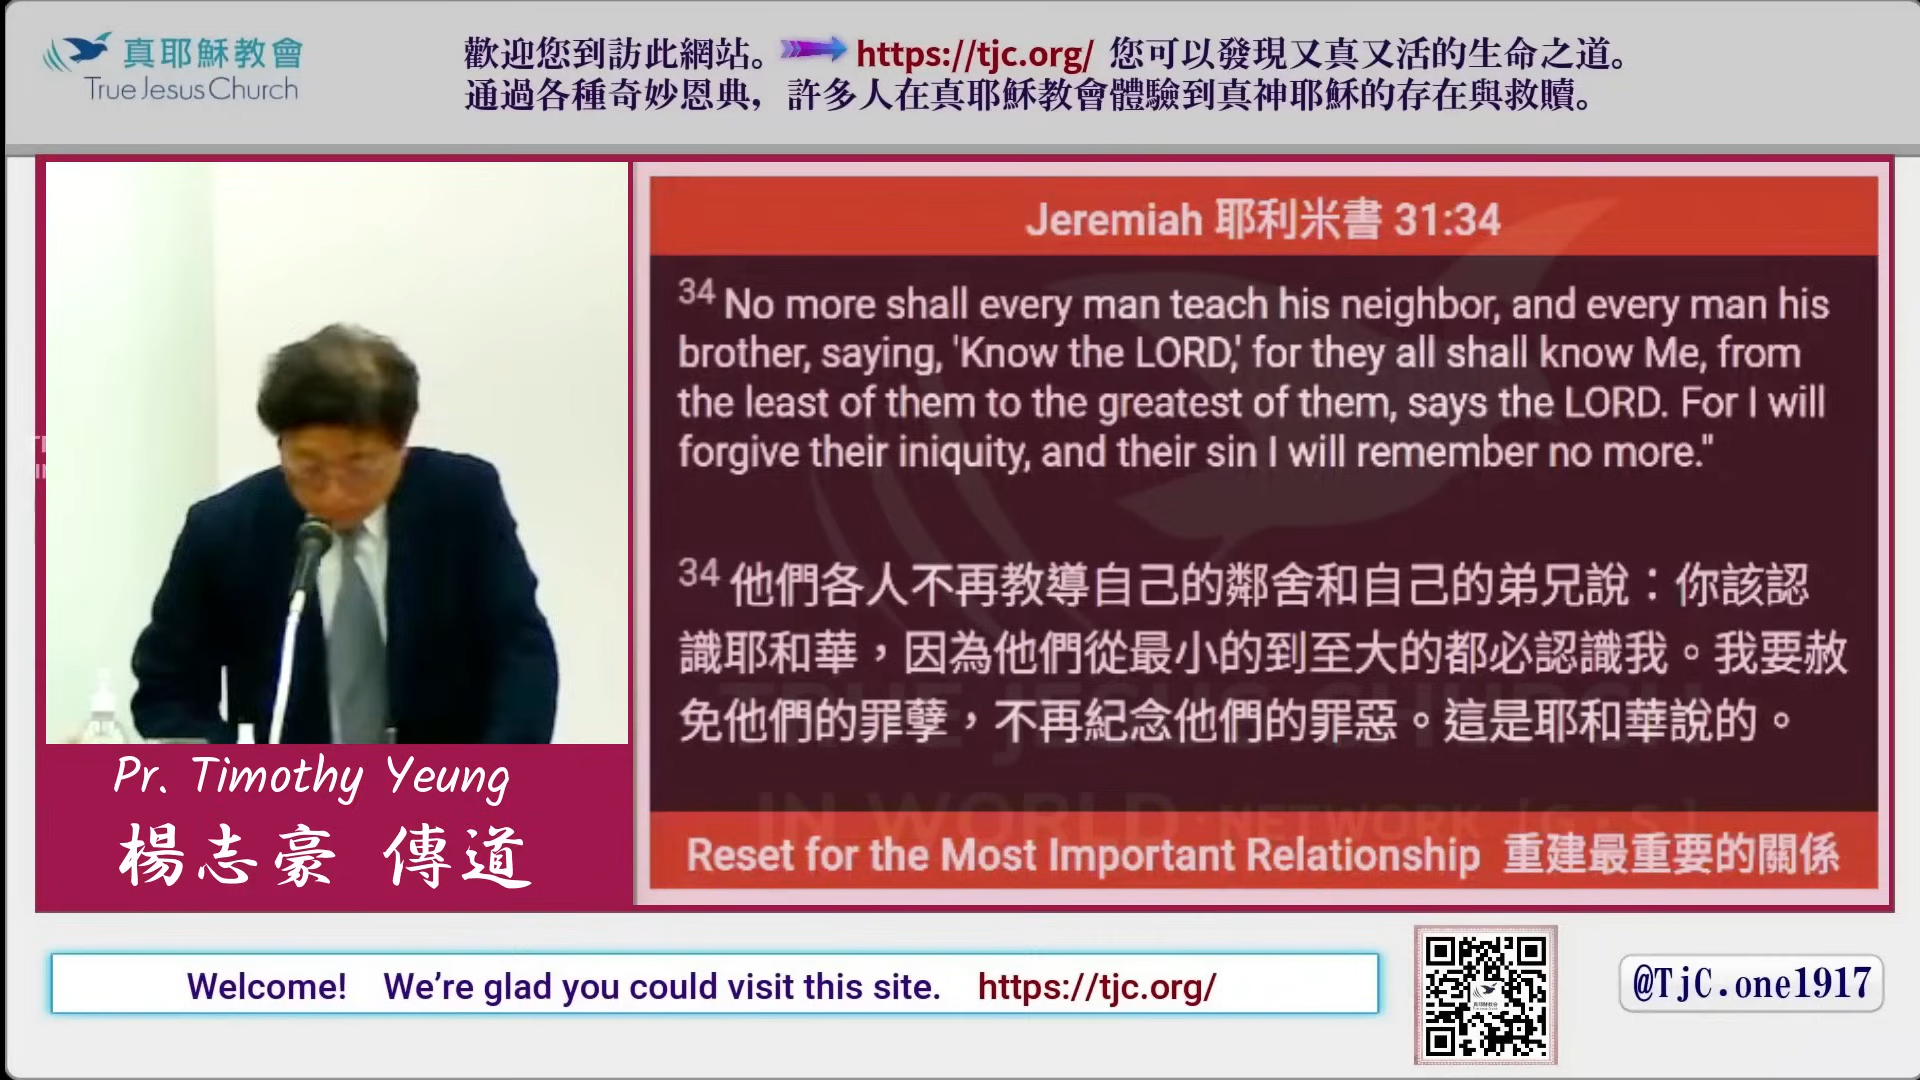 真耶穌教會
True Jesus Church
歡迎您到訪此網站。 https://tjc.org/ 您可以發現又真又活的生命之道。
通過各種奇妙恩典，許多人在真耶穌教會體驗到真神耶穌的存在與救贖。
Jeremiah 耶利米書 31:34
34 No more shall every man teach his neighbor, and every man his
brother, saying, 'Know the LORD,' for they all shall know Me, from
the least of them to the greatest of them, says the LORD. For I will
forgive their iniquity, and their sin I will remember no more."
34 他們各人不再教導自己的鄰舍和自己的弟兄說：你該認
識耶和華，因為他們從最小的到至大的都必認識我。我要赦
免他們的罪孽，不再紀念他們的罪惡。這是耶和華說的。
TRUE JESUS CHURCH
IN WORLD · NETWORK [G.S.]
Reset for the Most Important Relationship 重建最重要的關係
Pr. Timothy Yeung
楊志豪 傳道
Welcome! We’re glad you could visit this site. https://tjc.org/
@TjC.one1917